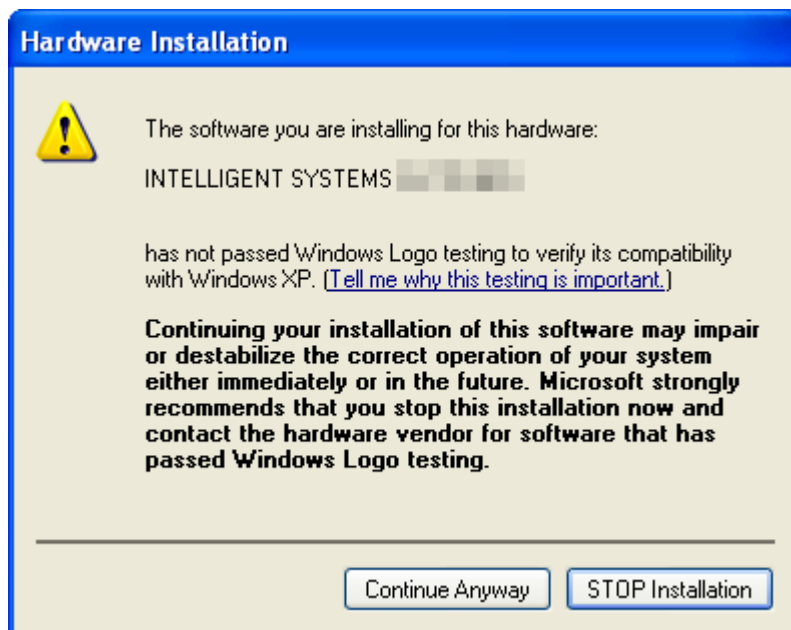 Hardware Installation
The software you are installing for this hardware:
INTELLIGENT SYSTEMS
has not passed Windows Logo testing to verify its compatibility
with Windows XP. (Tell me why this testing is important.)
Continuing your installation of this software may impair
or destabilize the correct operation of your system
either immediately or in the future. Microsoft strongly
recommends that you stop this installation now and
contact the hardware vendor for software that has
passed Windows Logo testing.
Continue Anyway
STOP Installation